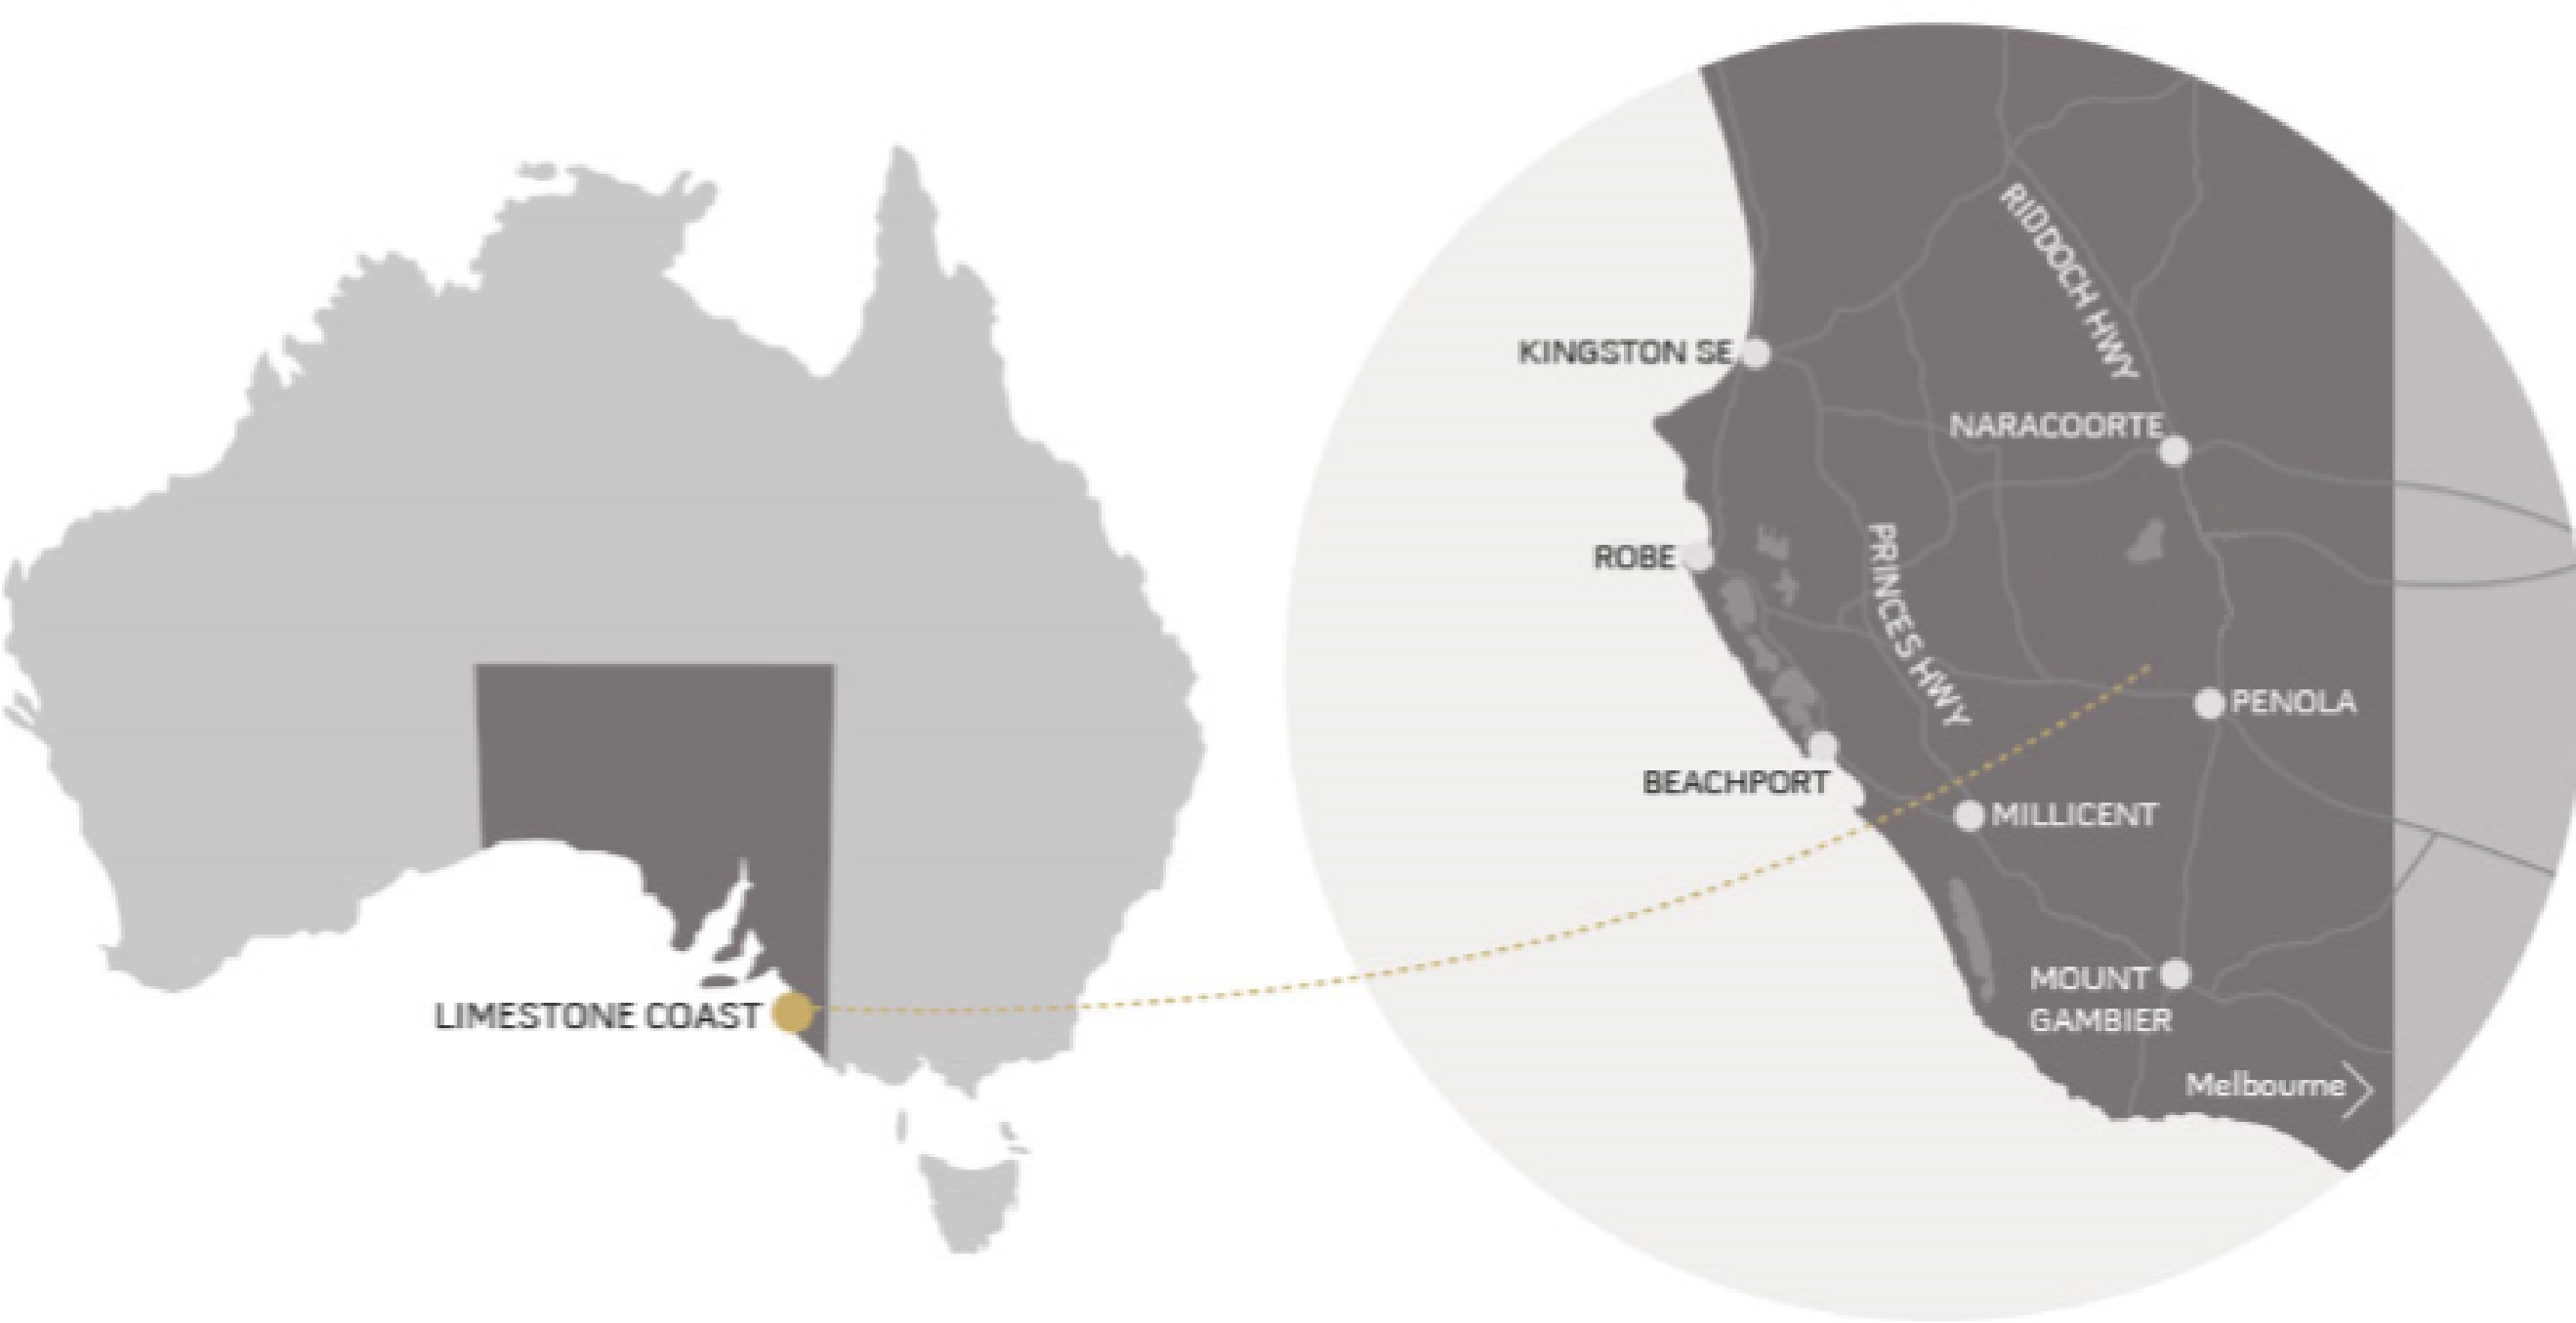 LIMESTONE COAST
RIDDOCH HWY
KINGSTON SE
NARACOORTE
ROBE
PRINCES HWY
PENOLA
BEACHPORT
MILLICENT
MOUNT
GAMBIER
Melbourne